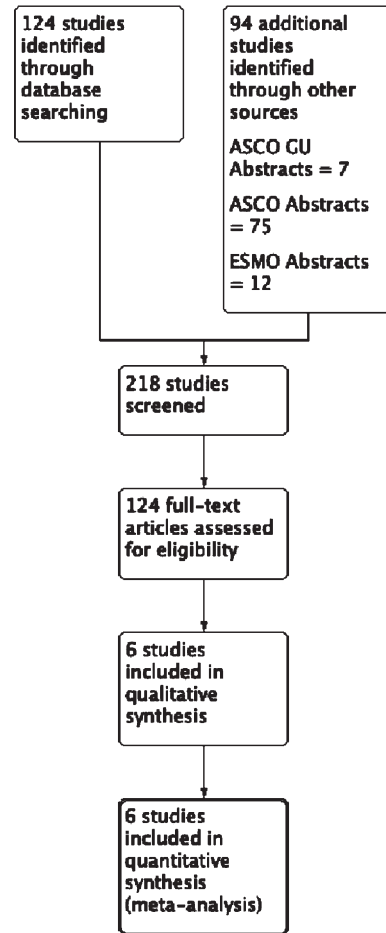 124 studies
identified
through
database
searching
94 additional
studies
identified
through other
sources
ASCO GU
Abstracts = 7
ASCO Abstracts
= 75
ESMO Abstracts
= 12
218 studies
screened
124 full-text
articles assessed
for eligibility
6 studies
included in
qualitative
synthesis
6 studies
included in
quantitative
synthesis
(meta-analysis)